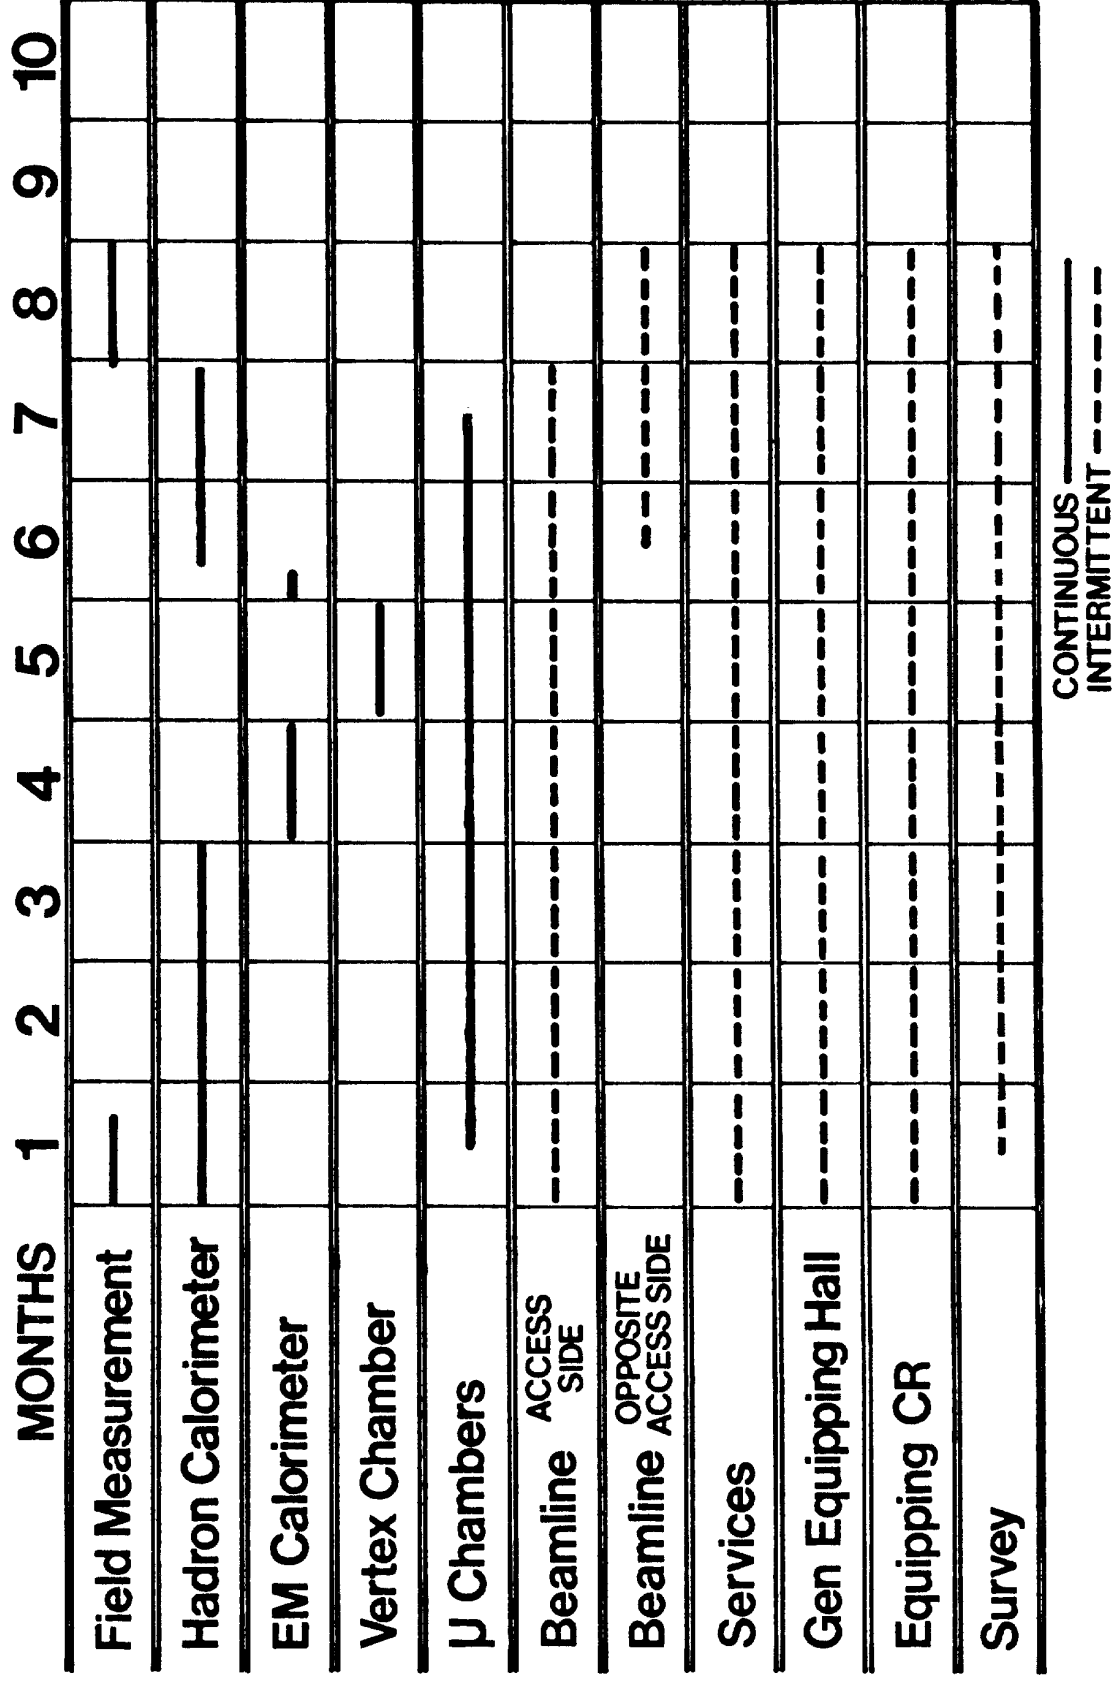 MONTHS 1 2 3 4 5 6 7 8 9 10
Field Measurement
Hadron Calorimeter
EM Calorimeter
Vertex Chamber
μ Chambers
Beamline ACCESS
SIDE
Beamline OPPOSITE
ACCESS SIDE
Services
Gen Equipping Hall
Equipping CR
Survey
CONTINUOUS
INTERMITTENT